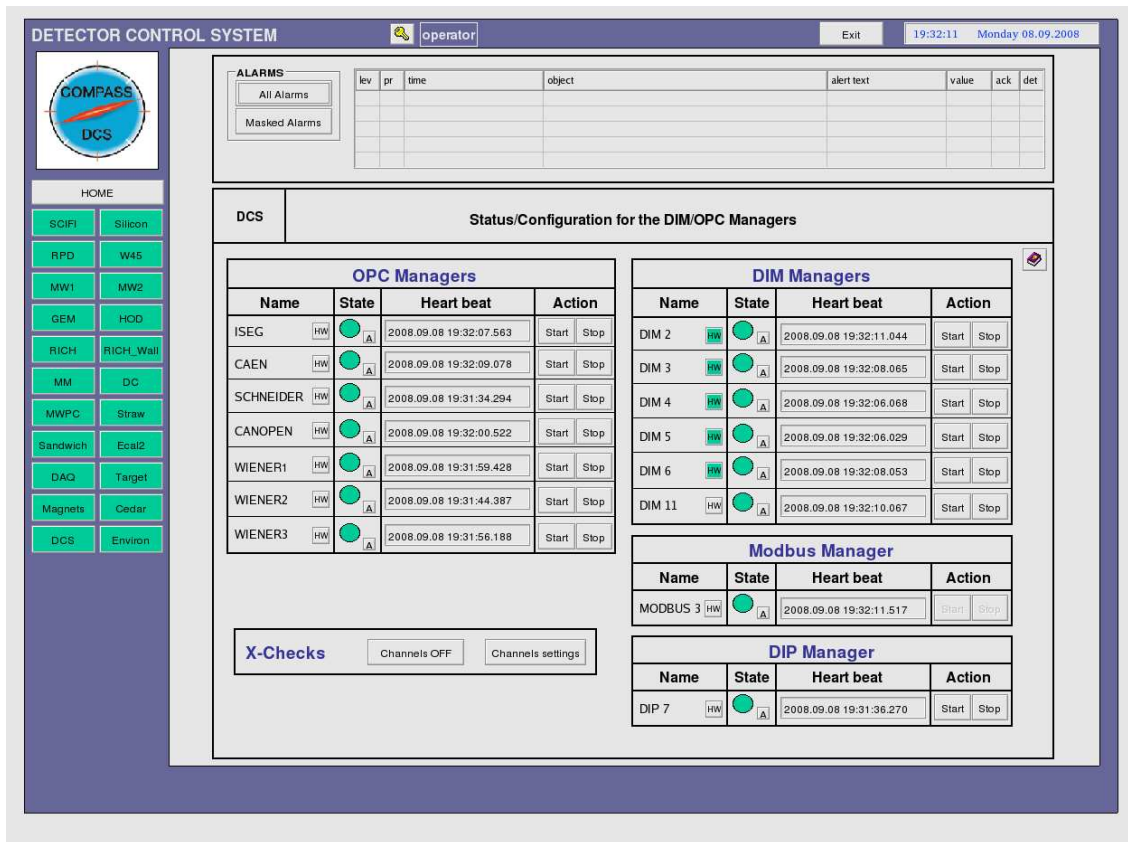 DETECTOR CONTROL SYSTEM operator Exit 19:32:11 Monday 08.09.2008
COMPASS
DCS
HOME
SCIFI Silicon
RPD W45
MW1 MW2
GEM HOD
RICH RICH_Wall
MM DC
MWPC Straw
Sandwich Ecal2
DAQ Target
Magnets Cedar
DCS Environ
ALARMS
All Alarms
Masked Alarms
lev pr time object alert text value ack det
DCS Status/Configuration for the DIM/OPC Managers
OPC Managers
Name State Heart beat Action
ISEG HW A 2008.09.08 19:32:07.563 Start Stop
CAEN HW A 2008.09.08 19:32:09.078 Start Stop
SCHNEIDER HW A 2008.09.08 19:31:34.294 Start Stop
CANOPEN HW A 2008.09.08 19:32:00.522 Start Stop
WIENER1 HW A 2008.09.08 19:31:59.428 Start Stop
WIENER2 HW A 2008.09.08 19:31:44.387 Start Stop
WIENER3 HW A 2008.09.08 19:31:56.188 Start Stop
X-Checks Channels OFF Channels settings
DIM Managers
Name State Heart beat Action
DIM 2 HW A 2008.09.08 19:32:11.044 Start Stop
DIM 3 HW A 2008.09.08 19:32:08.065 Start Stop
DIM 4 HW A 2008.09.08 19:32:06.068 Start Stop
DIM 5 HW A 2008.09.08 19:32:06.029 Start Stop
DIM 6 HW A 2008.09.08 19:32:08.053 Start Stop
DIM 11 HW A 2008.09.08 19:32:10.067 Start Stop
Modbus Manager
Name State Heart beat Action
MODBUS 3 HW A 2008.09.08 19:32:11.517 Start Stop
DIP Manager
Name State Heart beat Action
DIP 7 HW A 2008.09.08 19:31:36.270 Start Stop